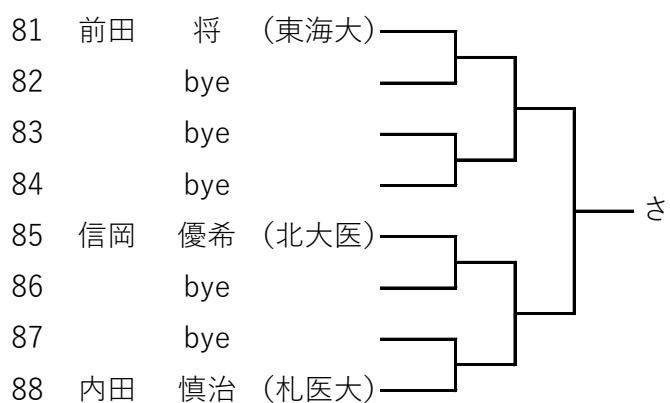 81 前田 将 (東海大)
82 bye
83 bye
84 bye
85 信岡 優希 (北大医)
86 bye
87 bye
88 内田 慎治 (札医大)
さ